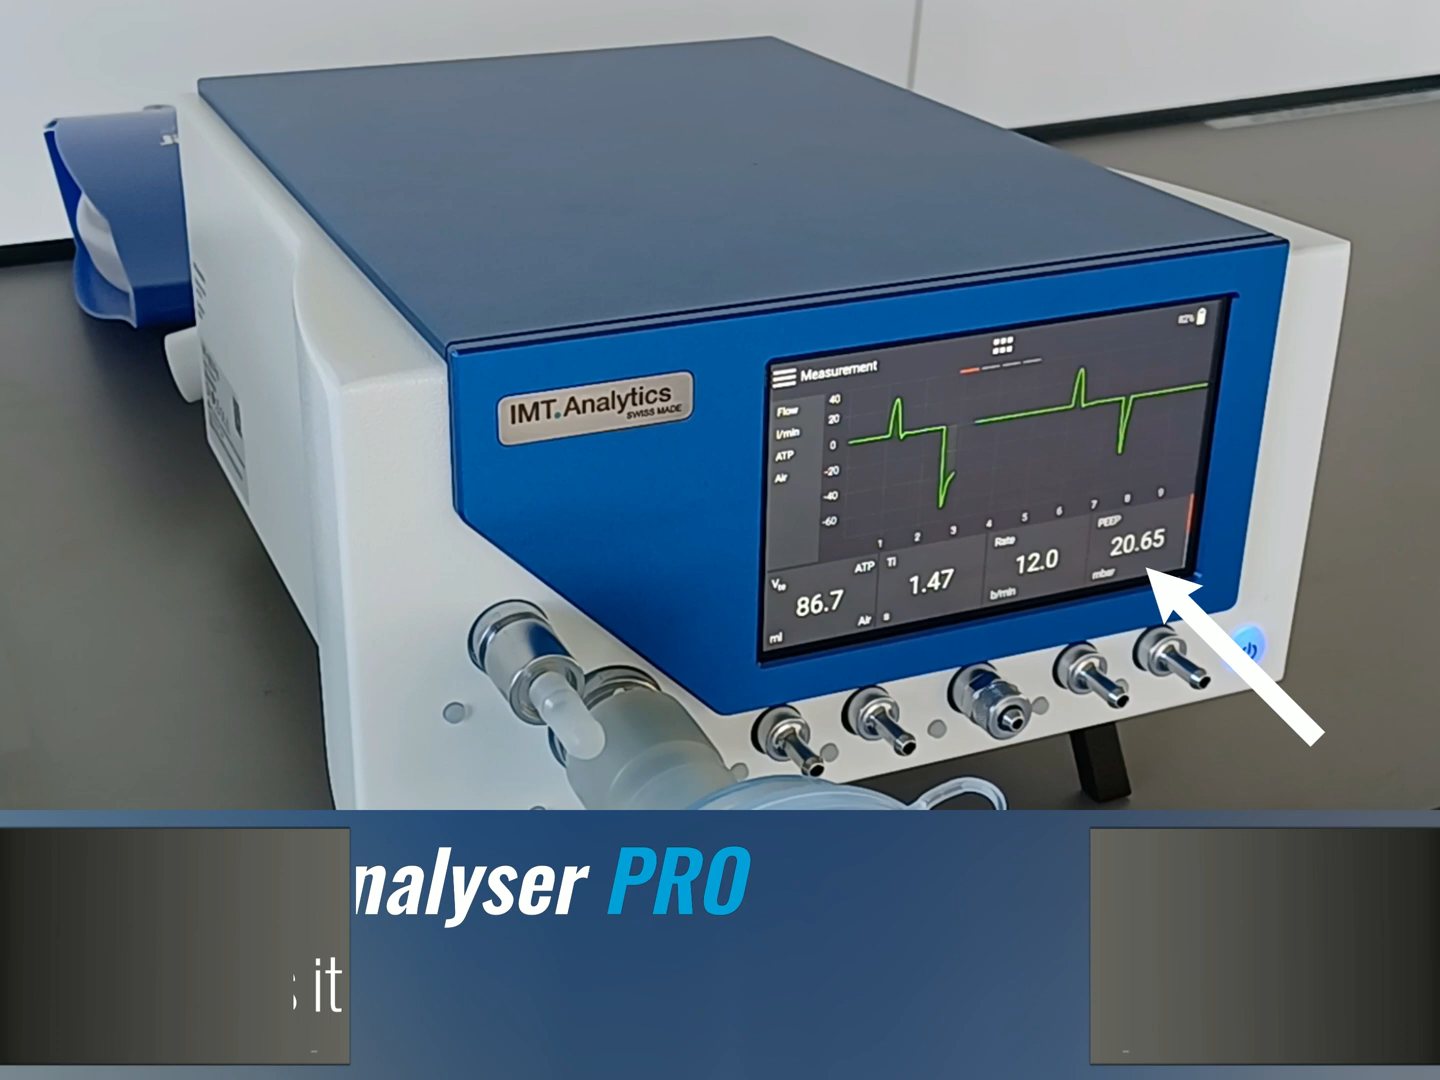 IMT.Analytics
SWISS MADE
Measurement
82%
Flow
l/min
ATP
Air
40
20
0
-20
-40
-60
1 2 3 4 5 6 7 8 9
Vte ATP
86.7
ml Air
Ti
1.47
s
Rate
12.0
b/min
PEEP
20.65
mbar
nalyser PRO
it